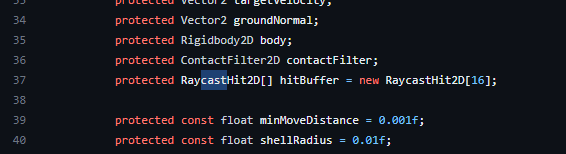 33 protected Vector2 targetVelocity;
34 protected Vector2 groundNormal;
35 protected Rigidbody2D body;
36 protected ContactFilter2D contactFilter;
37 protected RaycastHit2D[] hitBuffer = new RaycastHit2D[16];
38
39 protected const float minMoveDistance = 0.001f;
40 protected const float shellRadius = 0.01f;